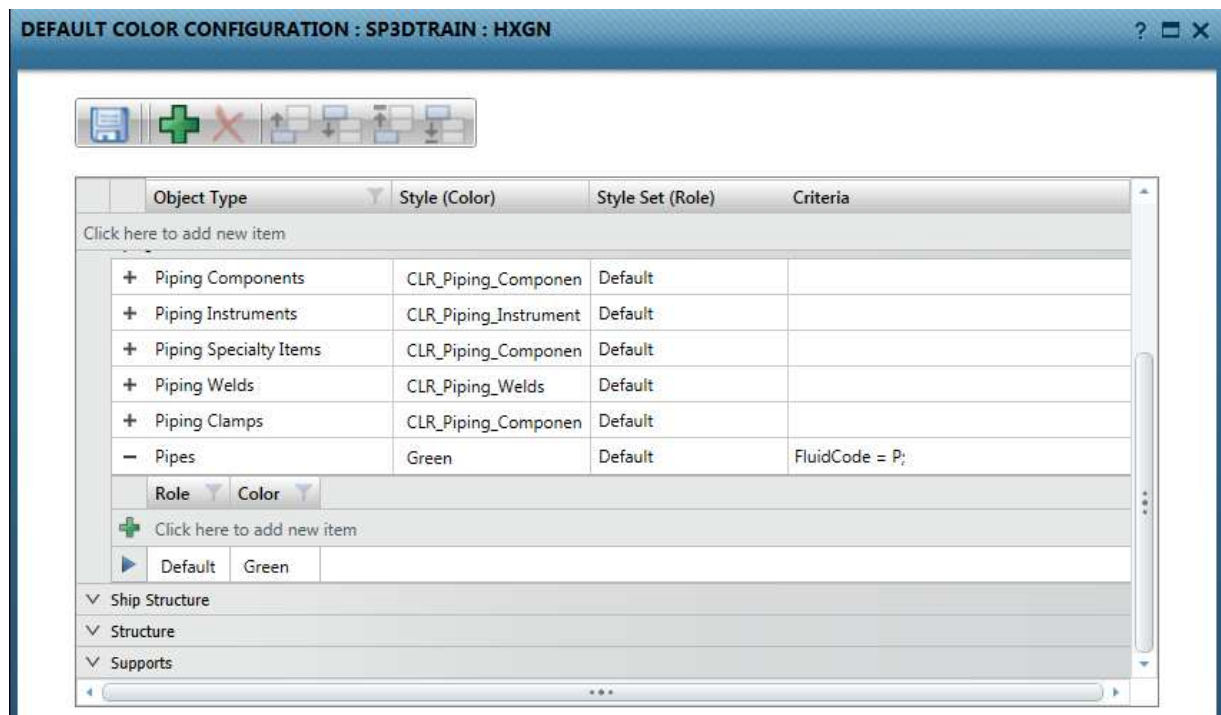 DEFAULT COLOR CONFIGURATION : SP3DTRAIN : HXGN ?
Object Type Style (Color) Style Set (Role) Criteria
Click here to add new item
Piping Components CLR_Piping_Componen Default
Piping Instruments CLR_Piping_Instrument Default
Piping Specialty Items CLR_Piping_Componen Default
Piping Welds CLR_Piping_Welds Default
Piping Clamps CLR_Piping_Componen Default
Pipes Green Default FluidCode = P;
Role Color
Click here to add new item
Default Green
Ship Structure
Structure
Supports